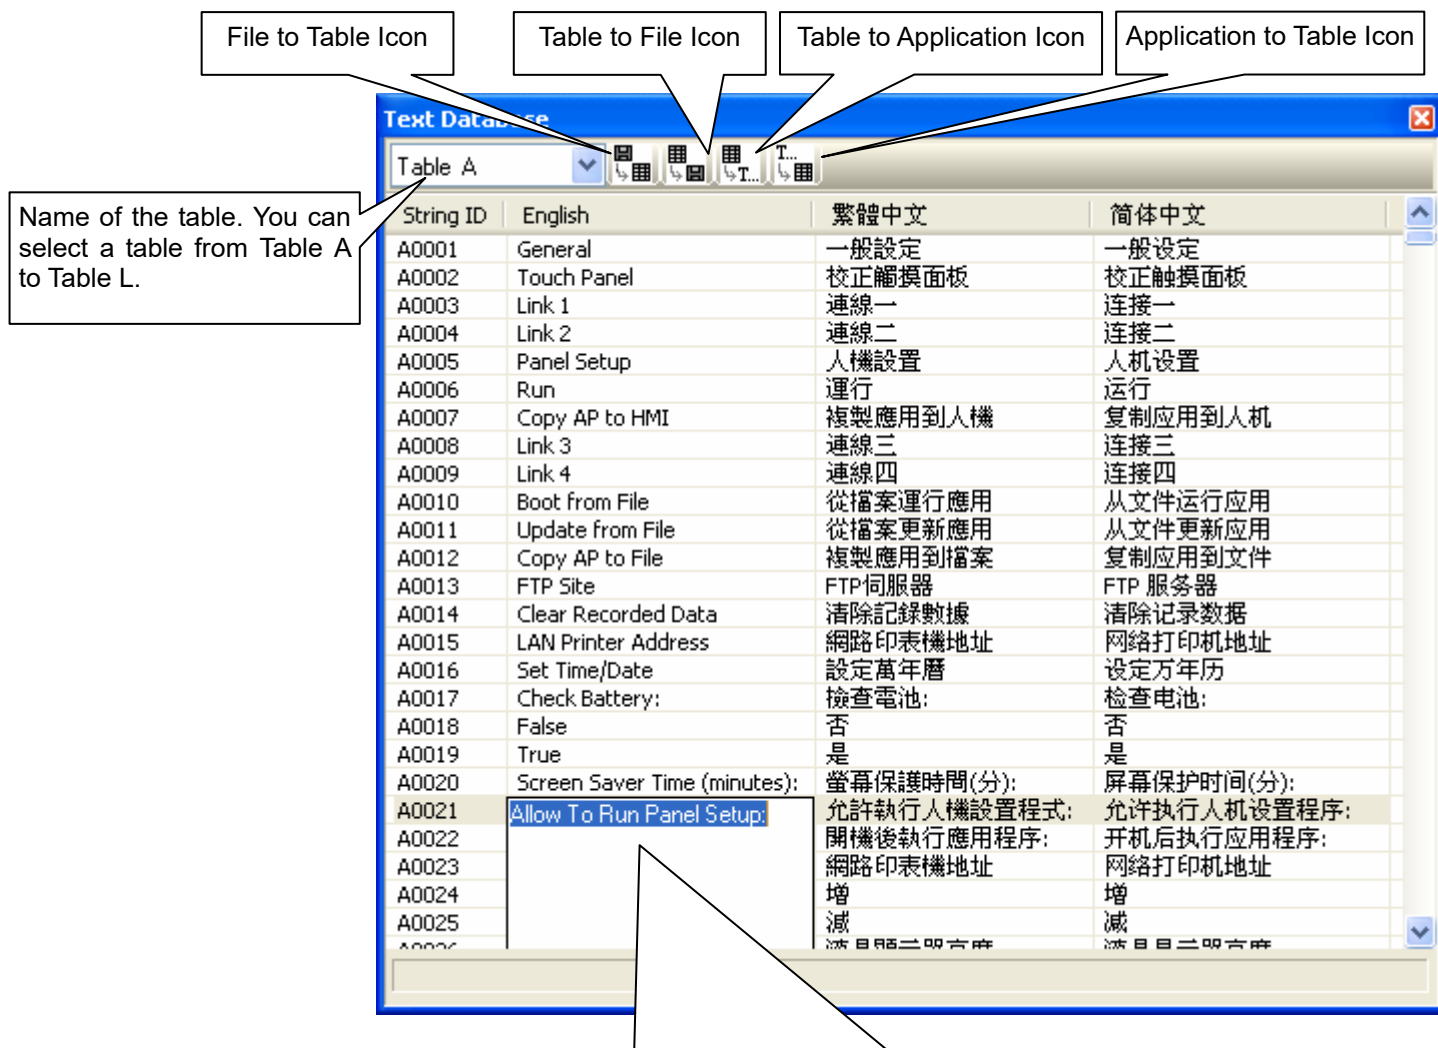 File to Table Icon
Table to File Icon
Table to Application Icon
Application to Table Icon
Text Database
Table A
T...
T...
Name of the table. You can
select a table from Table A
to Table L.
String ID English 繁體中文 简体中文
A0001 General 一般設定 一般设定
A0002 Touch Panel 校正觸摸面板 校正触摸面板
A0003 Link 1 連線一 连接一
A0004 Link 2 連線二 连接二
A0005 Panel Setup 人機設置 人机设置
A0006 Run 運行 运行
A0007 Copy AP to HMI 複製應用到人機 复制应用到人机
A0008 Link 3 連線三 连接三
A0009 Link 4 連線四 连接四
A0010 Boot from File 從檔案運行應用 从文件运行应用
A0011 Update from File 從檔案更新應用 从文件更新应用
A0012 Copy AP to File 複製應用到檔案 复制应用到文件
A0013 FTP Site FTP伺服器 FTP 服务器
A0014 Clear Recorded Data 清除記錄數據 清除记录数据
A0015 LAN Printer Address 網路印表機地址 网络打印机地址
A0016 Set Time/Date 設定萬年曆 设定万年历
A0017 Check Battery: 檢查電池: 检查电池:
A0018 False 否 否
A0019 True 是 是
A0020 Screen Saver Time (minutes): 螢幕保護時間(分): 屏幕保护时间(分):
A0021 Allow To Run Panel Setup: 允許執行人機設置程式: 允许执行人机设置程序:
A0022 開機後執行應用程序: 开机后执行应用程序:
A0023 網路印表機地址 网络打印机地址
A0024 增 增
A0025 減 减